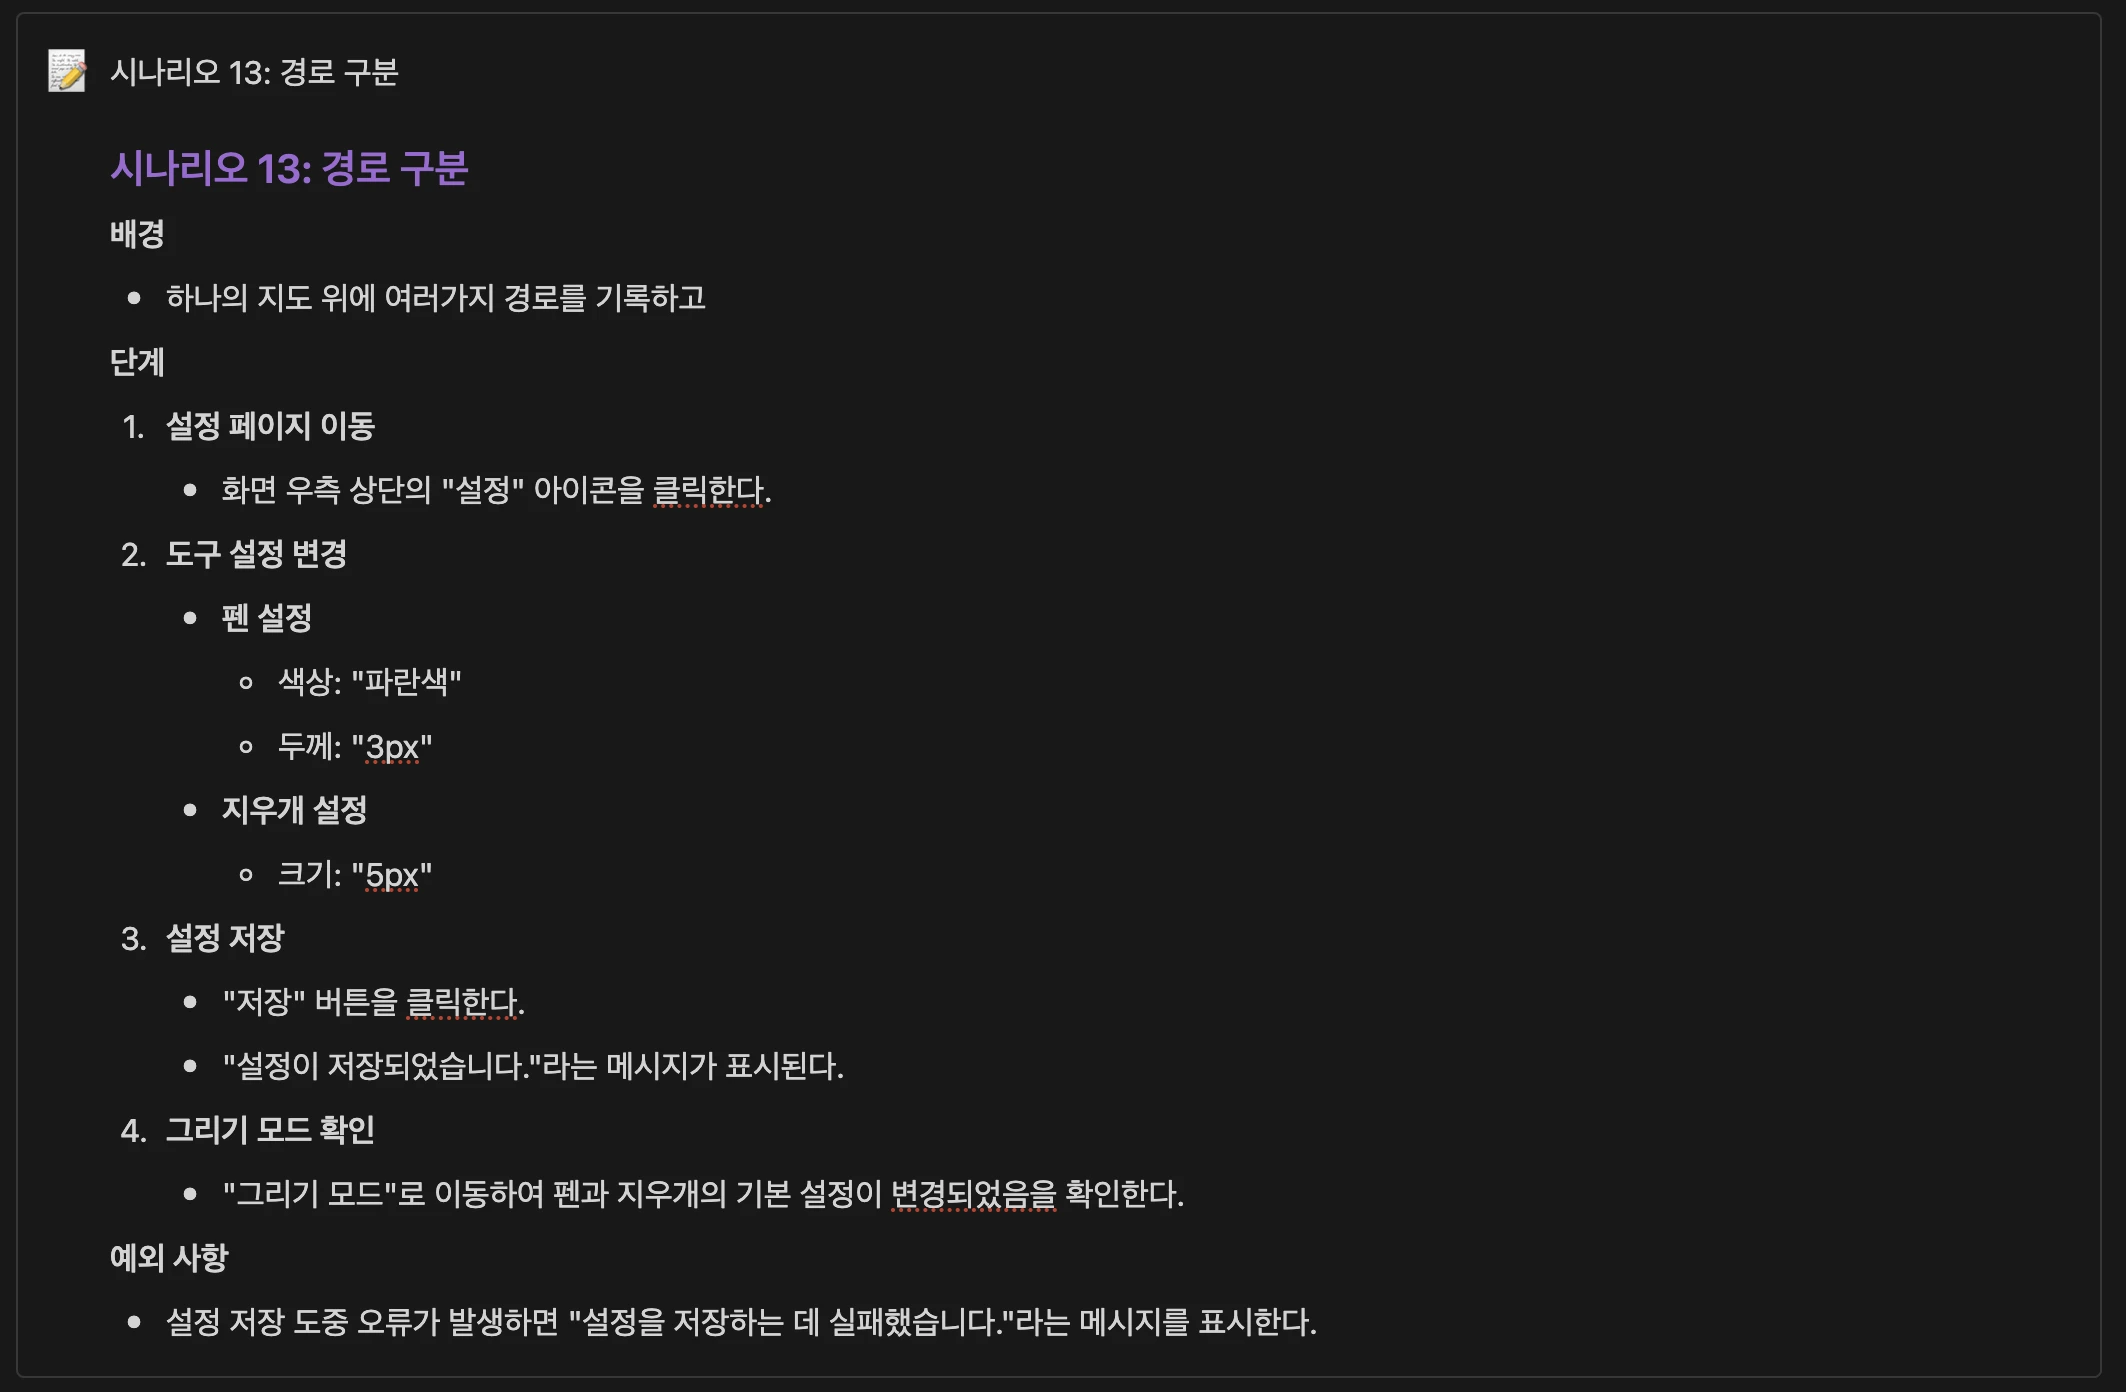 시나리오 13: 경로 구분
시나리오 13: 경로 구분
배경
• 하나의 지도 위에 여러가지 경로를 기록하고
단계
1. 설정 페이지 이동
• 화면 우측 상단의 "설정" 아이콘을 클릭한다.
2. 도구 설정 변경
• 펜 설정
◦ 색상: "파란색"
◦ 두께: "3px"
• 지우개 설정
◦ 크기: "5px"
3. 설정 저장
• "저장" 버튼을 클릭한다.
• "설정이 저장되었습니다."라는 메시지가 표시된다.
4. 그리기 모드 확인
• "그리기 모드"로 이동하여 펜과 지우개의 기본 설정이 변경되었음을 확인한다.
예외 사항
• 설정 저장 도중 오류가 발생하면 "설정을 저장하는 데 실패했습니다."라는 메시지를 표시한다.